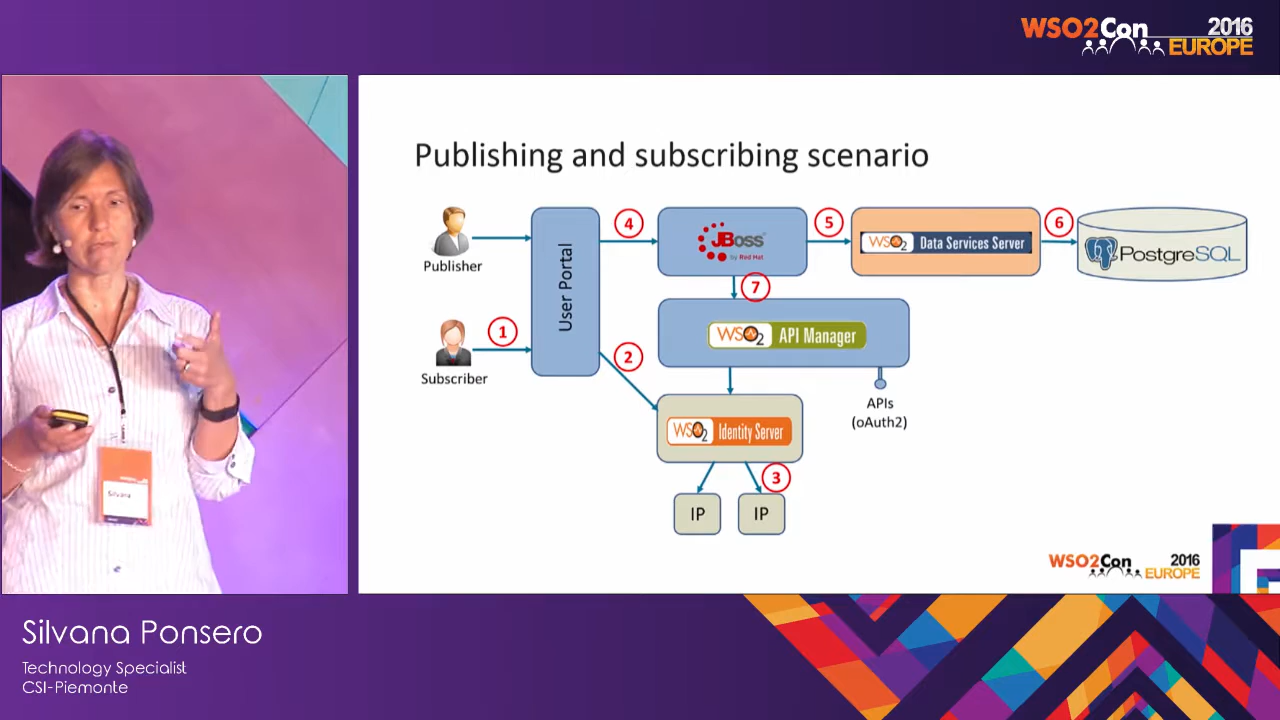 WSO2Con 2016
EUROPE
Publishing and subscribing scenario
Publisher
Subscriber
1
User Portal
4
2
JBoss
by Red Hat
5
WSO2 Data Services Server
6
PostgreSQL
7
WSO2 API Manager
APIs
(oAuth2)
WSO2 Identity Server
3
IP
IP
Silvana
WSO2Con 2016
EUROPE
Silvana Ponsero
Technology Specialist
CSI-Piemonte